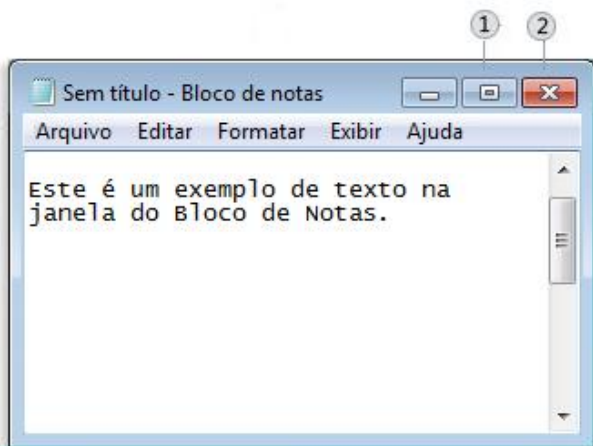 1 2
Sem título - Bloco de notas
Arquivo Editar Formatar Exibir Ajuda
Este é um exemplo de texto na
janela do Bloco de Notas.